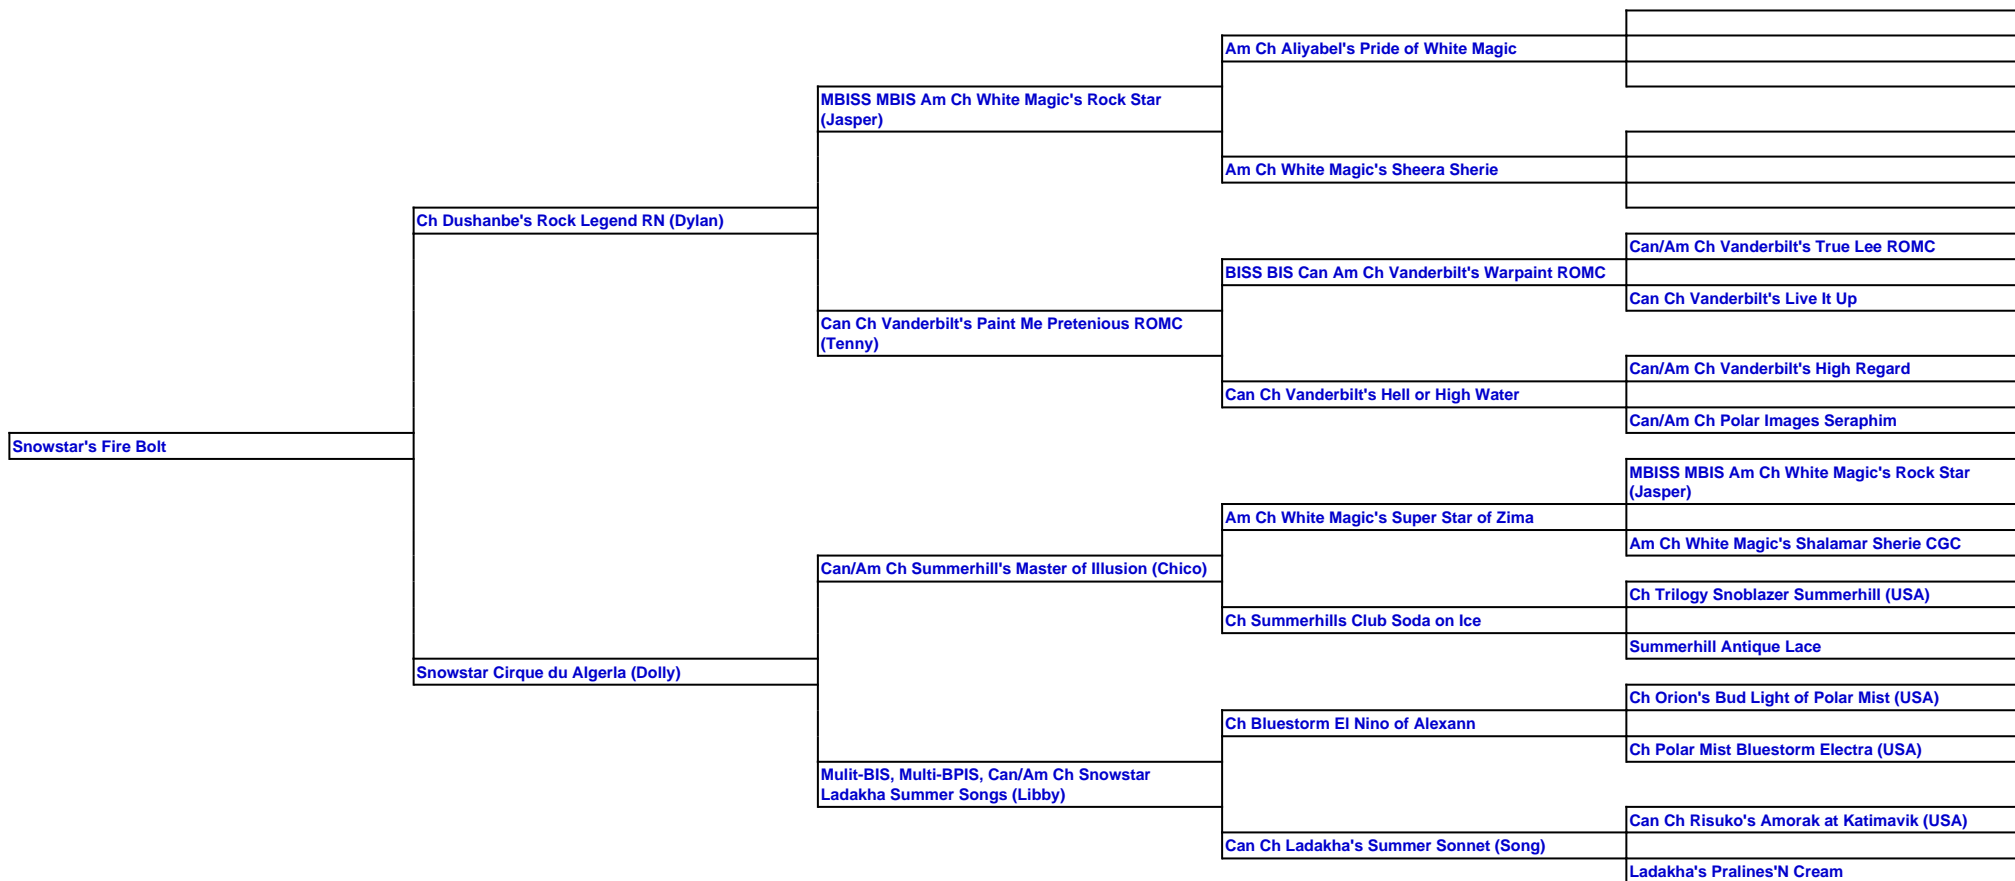 Am Ch Aliyabel's Pride of White Magic
MBISS MBIS Am Ch White Magic's Rock Star
(Jasper)
Am Ch White Magic's Sheera Sherie
Ch Dushanbe's Rock Legend RN (Dylan)
Can/Am Ch Vanderbilt's True Lee ROMC
BISS BIS Can Am Ch Vanderbilt's Warpaint ROMC
Can Ch Vanderbilt's Live It Up
Can Ch Vanderbilt's Paint Me Pretenious ROMC
(Tenny)
Can/Am Ch Vanderbilt's High Regard
Can Ch Vanderbilt's Hell or High Water
Can/Am Ch Polar Images Seraphim
Snowstar's Fire Bolt
MBISS MBIS Am Ch White Magic's Rock Star
(Jasper)
Am Ch White Magic's Super Star of Zima
Am Ch White Magic's Shalamar Sherie CGC
Can/Am Ch Summerhill's Master of Illusion (Chico)
Ch Trilogy Snoblazer Summerhill (USA)
Ch Summerhills Club Soda on Ice
Summerhill Antique Lace
Snowstar Cirque du Algerla (Dolly)
Ch Orion's Bud Light of Polar Mist (USA)
Ch Bluestorm El Nino of Alexann
Ch Polar Mist Bluestorm Electra (USA)
Mulit-BIS, Multi-BPIS, Can/Am Ch Snowstar
Ladakha Summer Songs (Libby)
Can Ch Risuko's Amorak at Katimavik (USA)
Can Ch Ladakha's Summer Sonnet (Song)
Ladakha's Pralines'N Cream